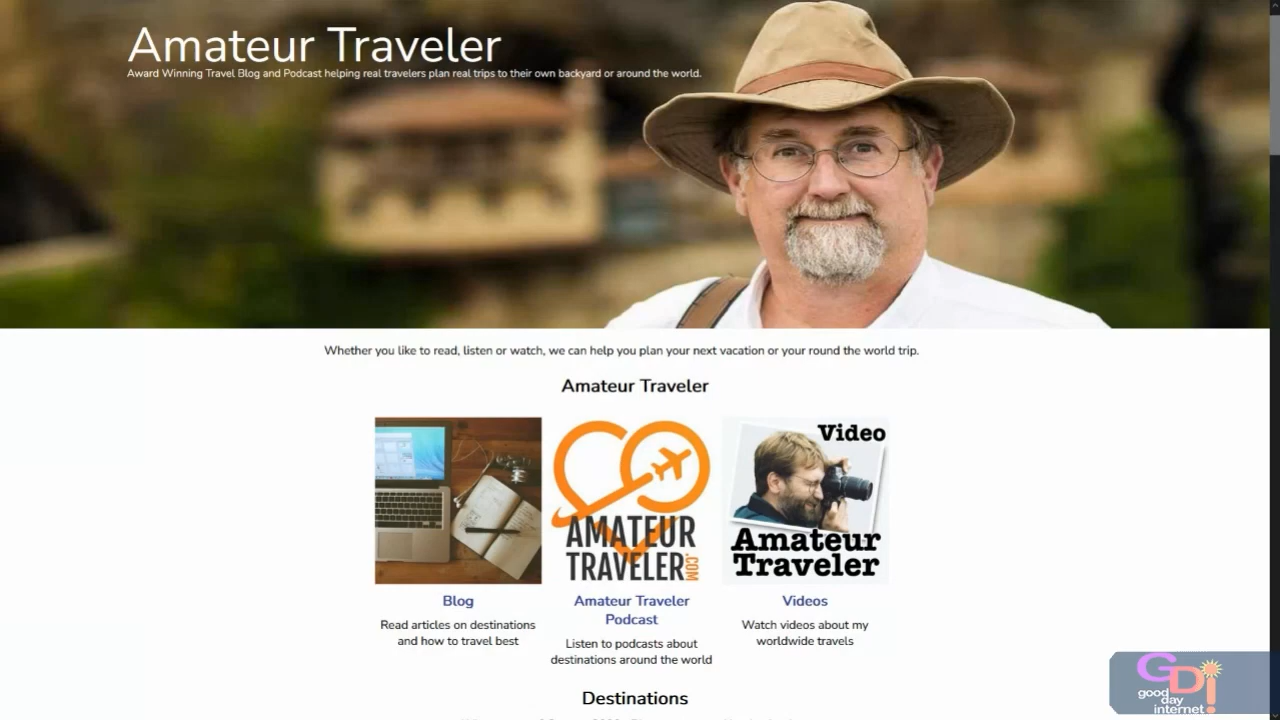 Amateur Traveler
Award Winning Travel Blog and Podcast helping real travelers plan real trips to their own backyard or around the world.
Whether you like to read, listen or watch, we can help you plan your next vacation or your round the world trip.
Amateur Traveler
AMATEUR
TRAVELER.COM
Video
Amateur
Traveler
Blog
Read articles on destinations
and how to travel best
Amateur Traveler
Podcast
Listen to podcasts about
destinations around the world
Videos
Watch videos about my
worldwide travels
Destinations
GDi
good
day
internet